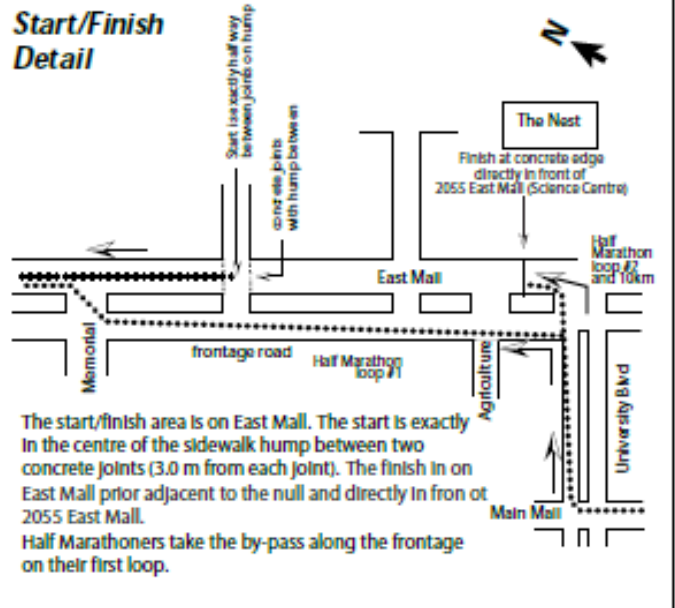 Start/Finish
Detail
Start is exactly half way
between joints on hump
concrete joints
with hump between
N
The Nest
Finish at concrete edge
directly in front of
2055 East Mall (Science Centre)
Half
Marathon
loop #2
and 10km
East Mall
Memorial
frontage road
Half Marathon
loop #1
Agriculture
University Blvd
Main Mall
The start/finish area is on East Mall. The start is exactly
in the centre of the sidewalk hump between two
concrete joints (3.0 m from each joint). The finish in on
East Mall prior adjacent to the null and directly in fron ot
2055 East Mall.
Half Marathoners take the by-pass along the frontage
on their first loop.